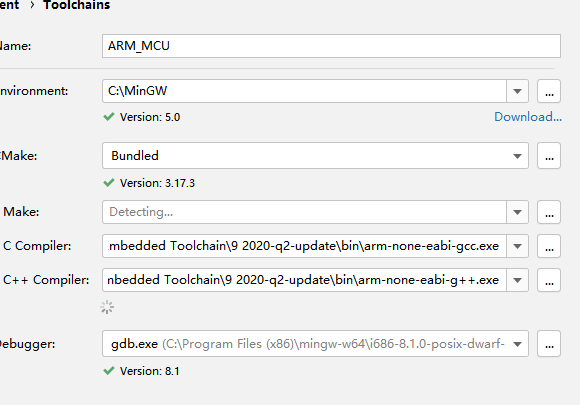 ent › Toolchains
Name: ARM_MCU
nvironment: C:\MinGW ...
Version: 5.0 Download...
CMake: Bundled ...
Version: 3.17.3
Make: Detecting... ...
C Compiler: mbedded Toolchain\9 2020-q2-update\bin\arm-none-eabi-gcc.exe ...
C++ Compiler: nbedded Toolchain\9 2020-q2-update\bin\arm-none-eabi-g++.exe ...
Debugger: gdb.exe (C:\Program Files (x86)\mingw-w64\i686-8.1.0-posix-dwarf- ...
Version: 8.1